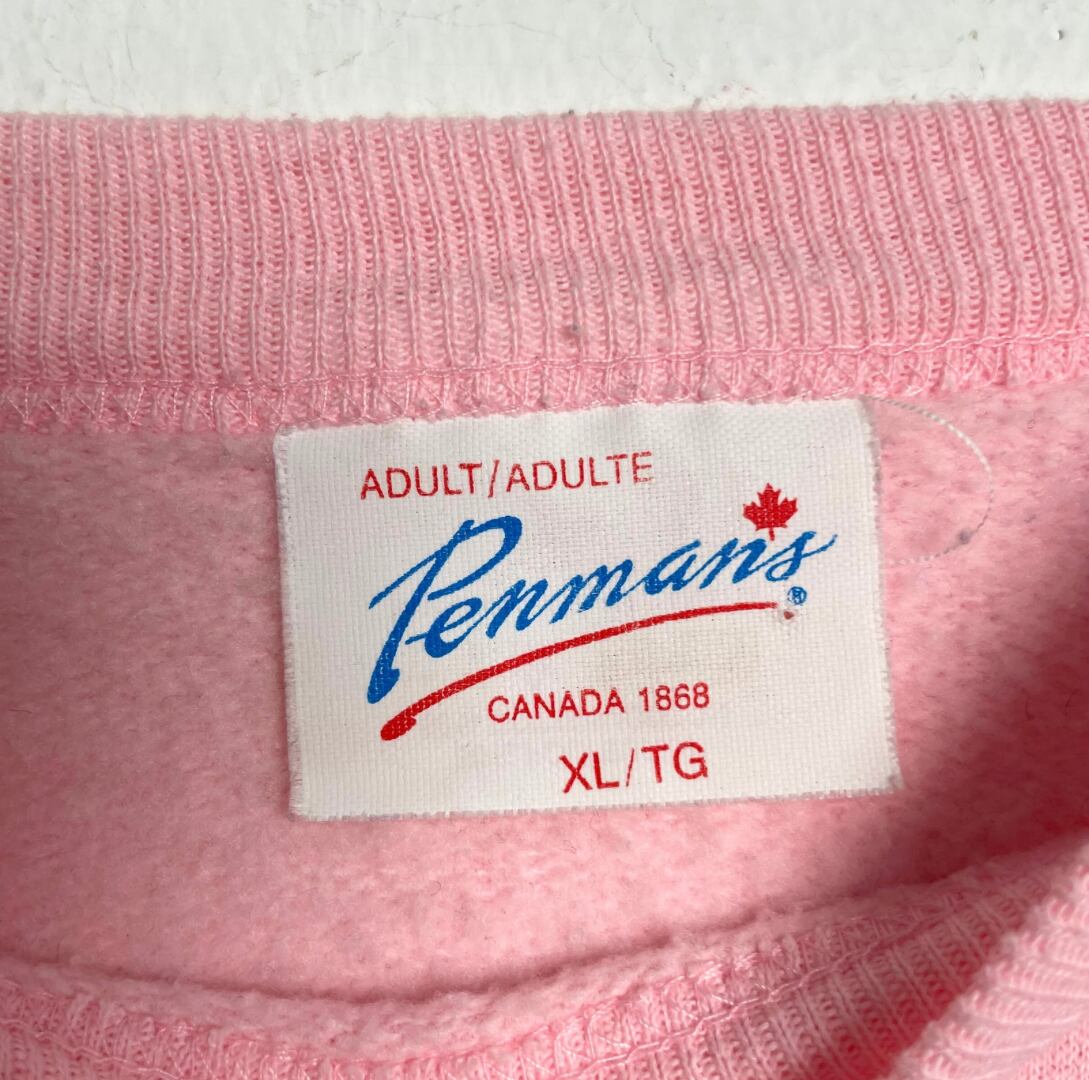 ADULT/ADULTE
Penmans®
CANADA 1868
XL/TG